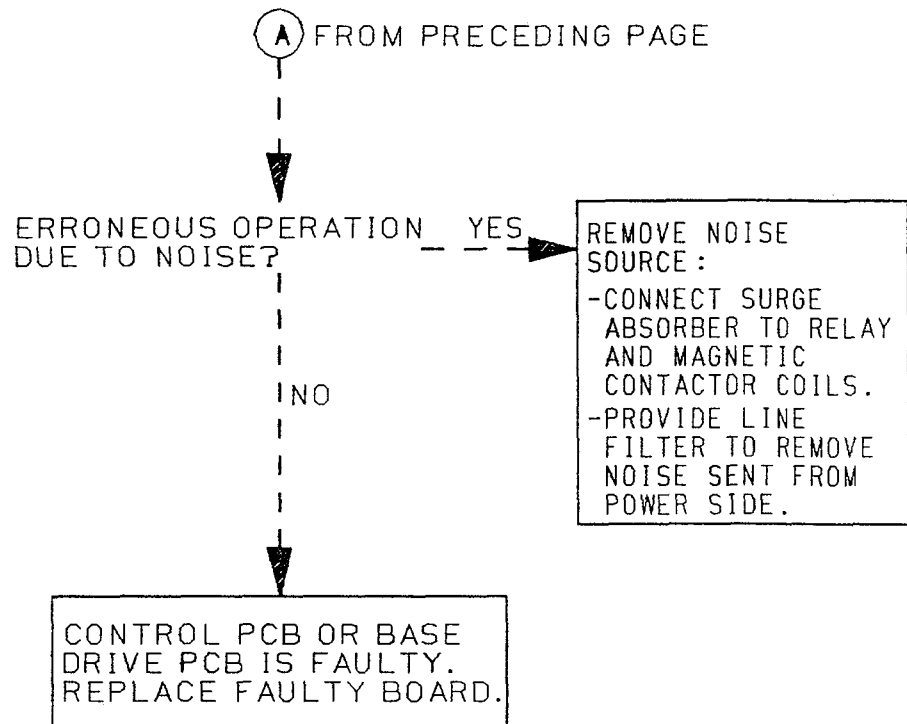 A FROM PRECEDING PAGE
ERRONEOUS OPERATION YES
DUE TO NOISE?
REMOVE NOISE
SOURCE:
-CONNECT SURGE
ABSORBER TO RELAY
AND MAGNETIC
CONTACTOR COILS.
-PROVIDE LINE
FILTER TO REMOVE
NOISE SENT FROM
POWER SIDE.
NO
CONTROL PCB OR BASE
DRIVE PCB IS FAULTY.
REPLACE FAULTY BOARD.